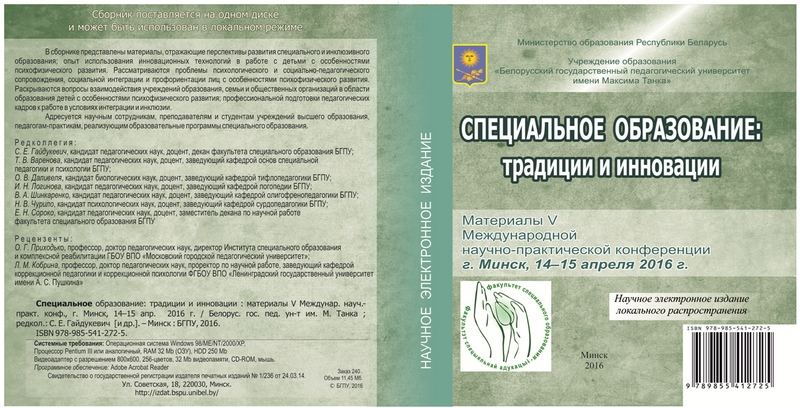 Сборник поставляется на одном диске
и может быть использован в локальном режиме
В сборнике представлены материалы, отражающие перспективы развития специального и инклюзивного
образования; опыт использования инновационных технологий в работе с детьми с особенностями
психофизического развития. Рассматриваются проблемы психологического и социально-педагогического
сопровождения, социальной интеграции и профориентации лиц с особенностями психофизического развития.
Раскрываются вопросы взаимодействия учреждений образования, семьи и общественных организаций в области
образования детей с особенностями психофизического развития; профессиональной подготовки педагогических
кадров к работе в условиях интеграции и инклюзии.
Адресуется научным сотрудникам, преподавателям и студентам учреждений высшего образования,
педагогам-практикам, реализующим образовательные программы специального образования.
Редколлегия:
С. Е. Гайдукевич, кандидат педагогических наук, доцент, декан факультета специального образования БГПУ;
Т. В. Варенова, кандидат педагогических наук, доцент, заведующий кафедрой основ специальной
педагогики и психологии БГПУ;
О. В. Даливеля, кандидат биологических наук, доцент, заведующий кафедрой тифлопедагогики БГПУ;
И. Н. Логинова, кандидат педагогических наук, доцент, заведующий кафедрой логопедии БГПУ;
В. А. Шинкаренко, кандидат педагогических наук, доцент, заведующий кафедрой олигофренопедагогики БГПУ;
Н. В. Чурило, кандидат психологических наук, доцент, заведующий кафедрой сурдопедагогики БГПУ;
Е. Н. Сороко, кандидат педагогических наук, доцент, заместитель декана по научной работе
факультета специального образования БГПУ
Рецензенты:
О. Г. Приходько, профессор, доктор педагогических наук, директор Института специального образования
и комплексной реабилитации ГБОУ ВПО «Московский городской педагогический университет»;
Л. М. Кобрина, профессор, доктор педагогических наук, проректор по научной работе, заведующий кафедрой
коррекционной педагогики и коррекционной психологии ФГБОУ ВПО «Ленинградский государственный университет
имени А. С. Пушкина»
Специальное образование: традиции и инновации : материалы V Междунар. науч.-
практ. конф., г. Минск, 14–15 апр. 2016 г. / Белорус. гос. пед. ун-т им. М. Танка ;
редкол.: С. Е. Гайдукевич [и др.]. – Минск : БГПУ, 2016.
ISBN 978-985-541-272-5.
Системные требования: Операционная система Windows 98/ME/NT/2000/XP.
Процессор Pentium III или аналогичный, RAM 32 Mb (ОЗУ), HDD 250 Mb
Видеоадаптер с разрешением 800x600, 256-цветов, 32 Mb видеопамяти, CD-ROM, мышь.
Программное обеспечение: Adobe Acrobat Reader
Заказ 240
Объем 11,45 Мб
© БГПУ, 2016
Свидетельство о государственной регистрации издателя печатных изданий № 1/236 от 24.03.14.
Ул. Советская, 18, 220030, Минск.
http://izdat.bspu.unibel.by/
НАУЧНОЕ ЭЛЕКТРОННОЕ ИЗДАНИЕ
Министерство образования Республики Беларусь
Учреждение образования
«Белорусский государственный педагогический университет
имени Максима Танка»
СПЕЦИАЛЬНОЕ ОБРАЗОВАНИЕ:
традиции и инновации
Материалы V
Международной
научно-практической конференции
г. Минск, 14–15 апреля 2016 г.
факультет специального образования
факультэт спецыяльнай адукацыі
Научное электронное издание
локального распространения
Минск
2016
ISBN 978-985-541-272-5
9 789855 412725